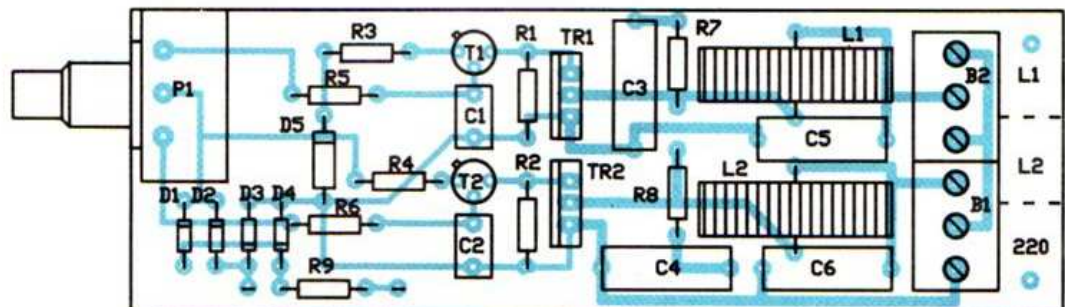 R3
T1
R1
TR1
R7
L1
B2
L1
P1
R5
C1
C3
D5
C5
R4
T2
R2
TR2
L2
L2
D1
D2
D3
D4
R6
R8
B1
C2
220
R9
C4
C6